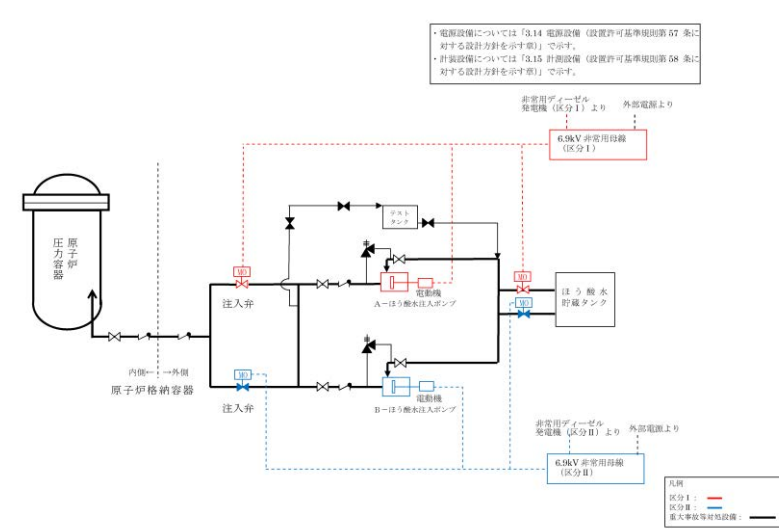 ・電源設備については「3.14 電源設備(設置許可基準規則第57 条に
対する設計方針を示す章)」で示す。
・計装設備については「3.15 計測設備(設置許可基準規則第58 条に
対する設計方針を示す章)」で示す。
非常用ディーゼル
発電機(区分Ⅰ)より
外部電源より
6.9kV 非常用母線
(区分Ⅰ)
テスト
タンク
原子炉
圧力容器
MO
注入弁
電動機
A-ほう酸水注入ポンプ
MO
MO
ほう酸水
貯蔵タンク
内側←
→外側
原子炉格納容器
MO
注入弁
電動機
B-ほう酸水注入ポンプ
非常用ディーゼル
発電機(区分Ⅱ)より
外部電源より
6.9kV 非常用母線
(区分Ⅱ)
凡例
区分Ⅰ:
区分Ⅱ:
重大事故等対処設備: